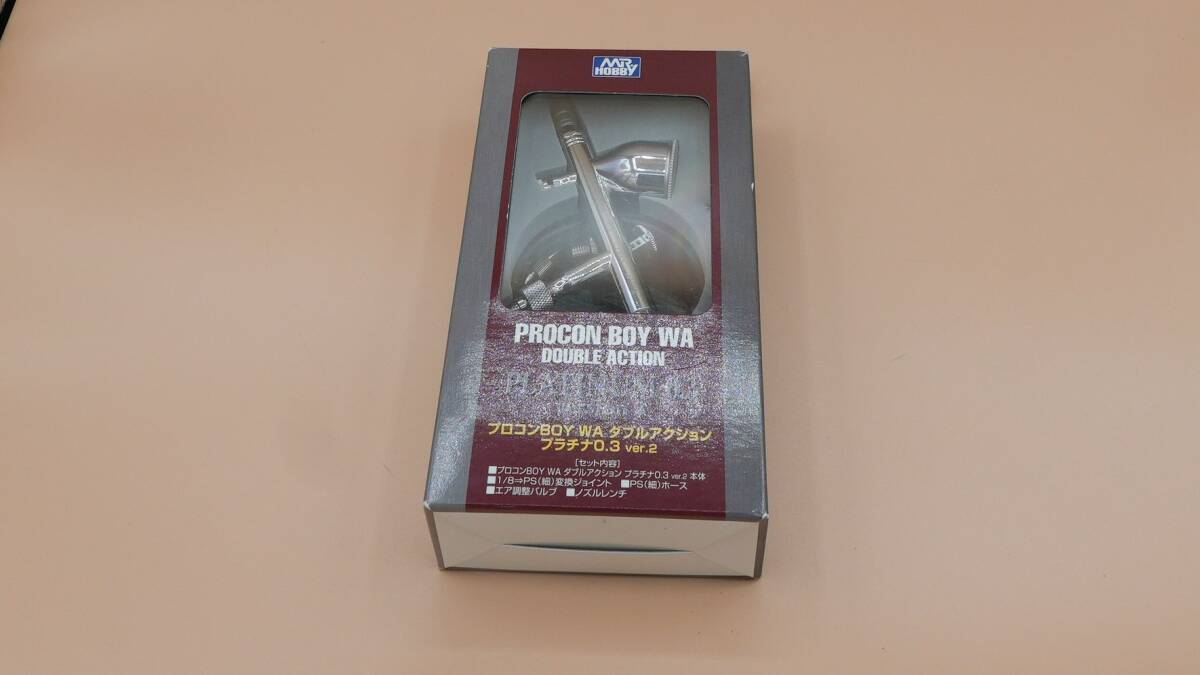 MR
HOBBY
PROCON BOY WA
DOUBLE ACTION
PLATINUM 0.3
プロコンBOY WA ダブルアクション
プラチナ0.3 ver.2
［セット内容］
■プロコンBOY WA ダブルアクション プラチナ0.3 ver.2 本体
■1/8⇒PS（細）変換ジョイント ■PS（細）ホース
■エア調整バルブ ■ノズルレンチ